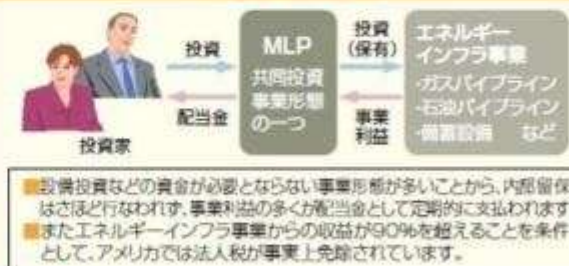 投資家
投資
配当金
MLP
共同投資
事業形態
の一つ
投資
(保有)
事業
利益
エネルギー
インフラ事業
・ガスパイプライン
・石油パイプライン
・備蓄設備 など
■設備投資などの資金が必要とならない事業形態が多いことから、内部留保
はさほど行なわれず、事業利益の多くが配当金として定期的に支払われます
■またエネルギーインフラ事業からの収益が90%を超えることを条件
として、アメリカでは法人税が事実上免除されています。